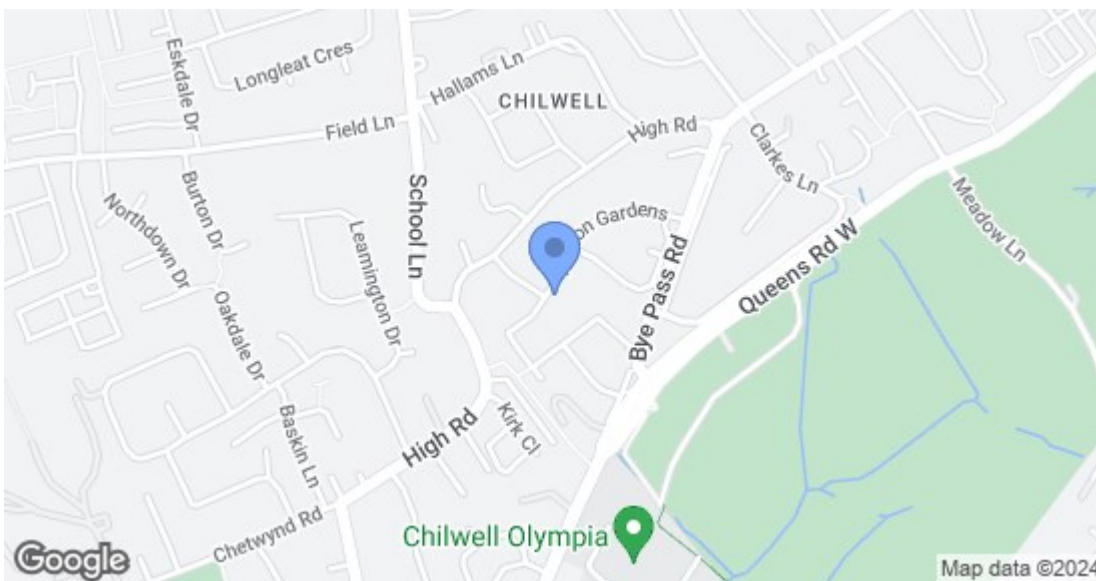 Eskdale Dr
Longleat Cres
Hallams Ln
CHILWELL
Field Ln
High Rd
Clarkes Ln
Burton Dr
Northdown Dr
School Ln
Leamington Dr
on Gardens
Meadow Ln
Bye Pass Rd
Queens Rd W
Oakdale Dr
Baskin Ln
High Rd
Kirk Cl
Chetwynd Rd
Chilwell Olympia
Google
Map data ©2024